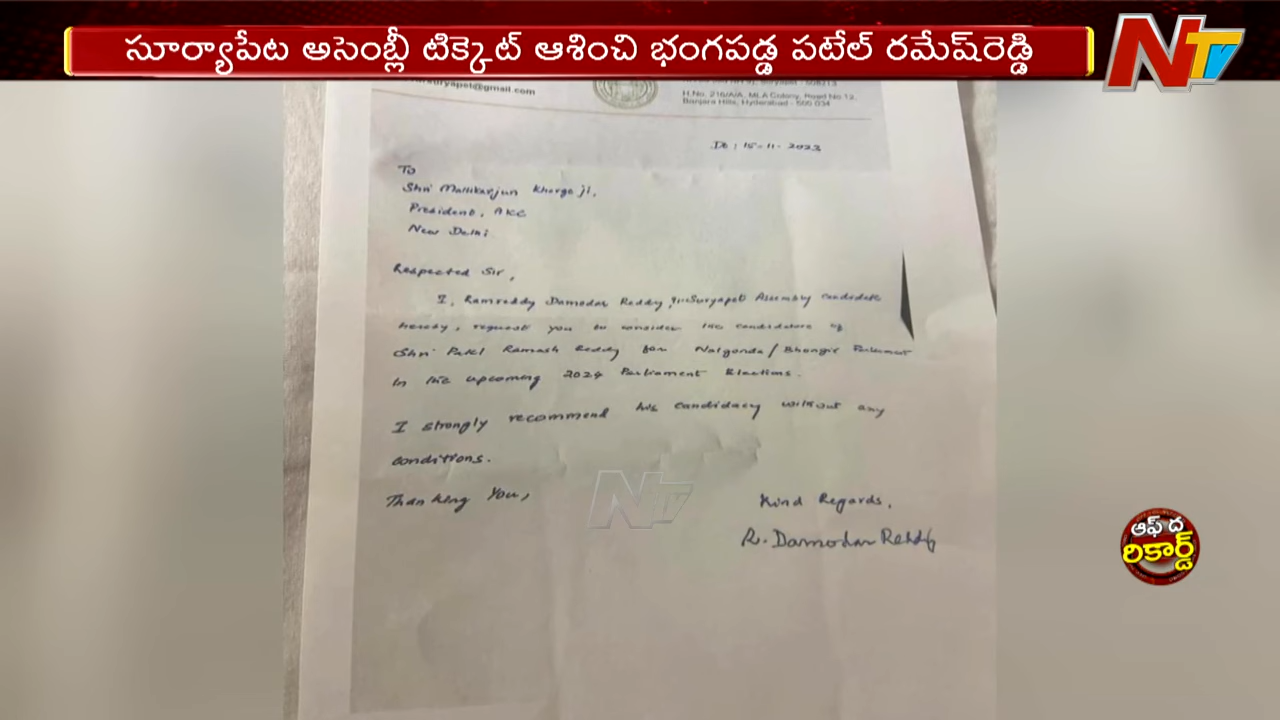 సూర్యాపేట అసెంబ్లీ టిక్కెట్ ఆశించి భంగపడ్డ పటేల్ రమేష్‌రెడ్డి
NTV
suryapet@gmail.com
H.No. 216/A/A, MLA Colony, Road No 12,
Banjara Hills, Hyderabad - 500 034
Dt : 15-11-2023
To
Shri Mallikarjun Kharge ji,
President,
New Delhi
Respected Sir,
I, Ramreddy Damodar Reddy, Suryapet Assembly candidate
hereby, request you to consider the candidature of
Shri Patel Ramesh Reddy for Nalgonda/Bhongir Parliament
In the upcoming 2024 Parliament Elections.
I strongly recommend his candidacy without any
conditions.
Thanking You,
Kind Regards,
R. Damodar Reddy
NTV
ఆఫ్ ద
రికార్డ్